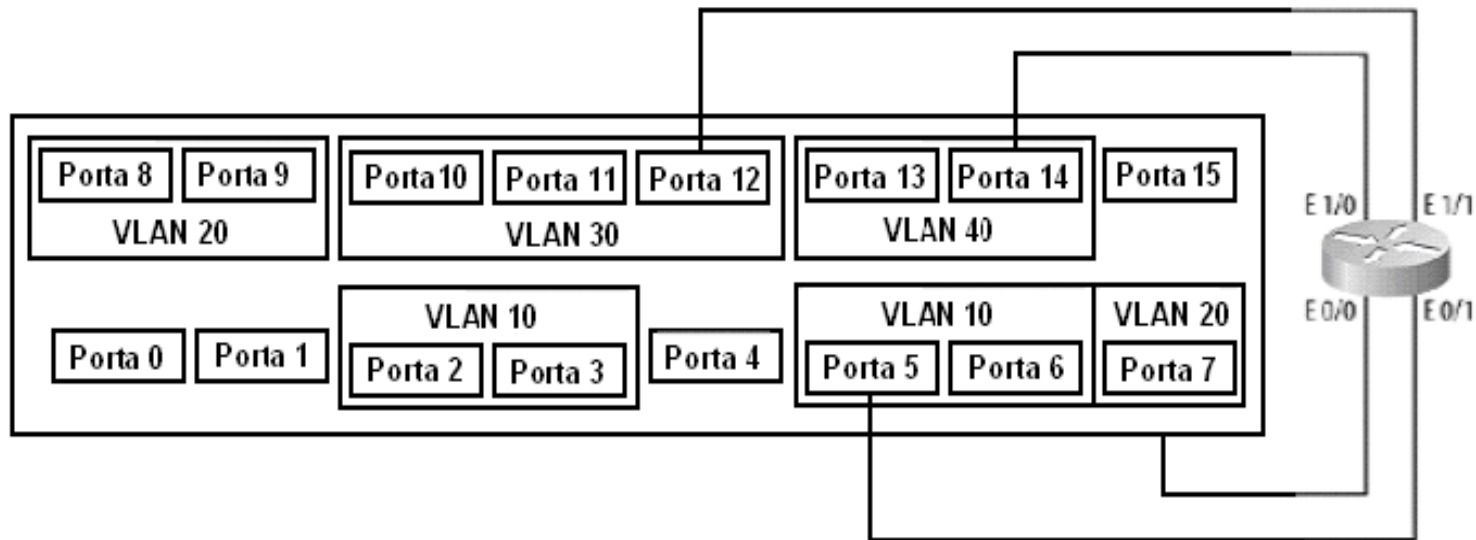 Porta 8 Porta 9 Porta 10 Porta 11 Porta 12 Porta 13 Porta 14 Porta 15
VLAN 20 VLAN 30 VLAN 40
E 1/0 E 1/1
VLAN 10 VLAN 10 VLAN 20
E 0/0 E 0/1
Porta 0 Porta 1 Porta 2 Porta 3 Porta 4 Porta 5 Porta 6 Porta 7